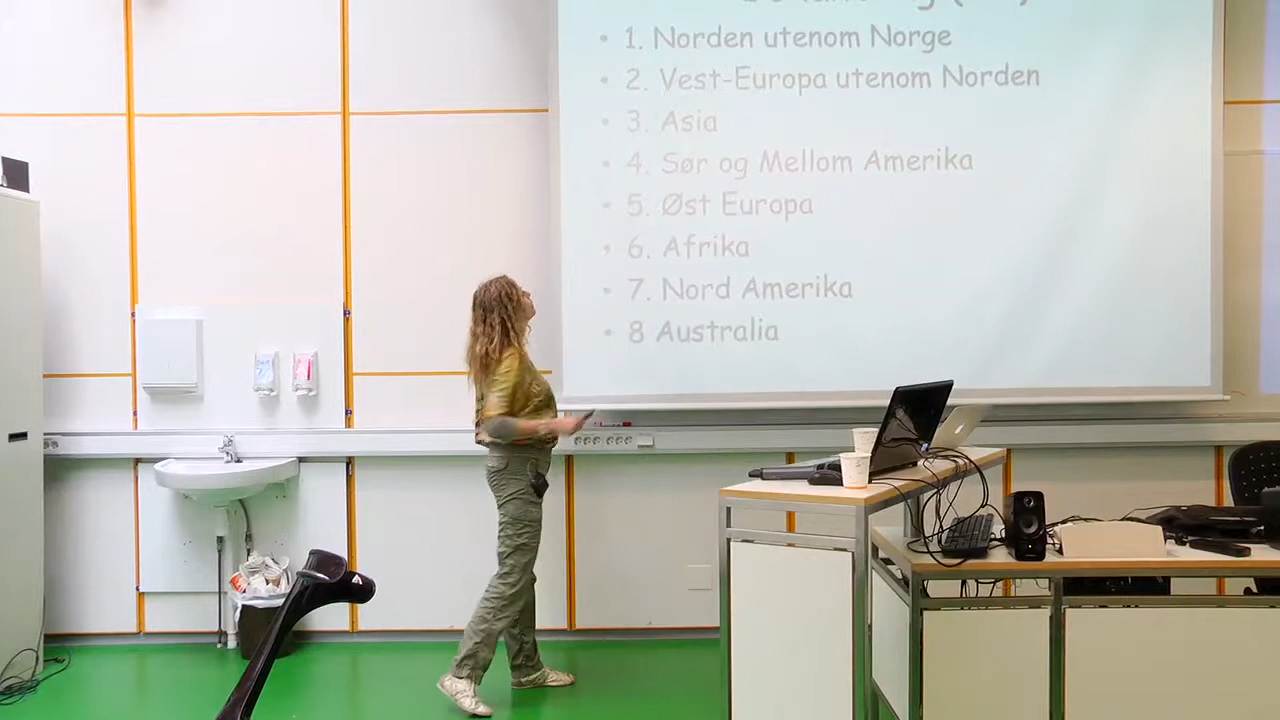 • 1. Norden utenom Norge
• 2. Vest-Europa utenom Norden
• 3. Asia
• 4. Sør og Mellom Amerika
• 5. Øst Europa
• 6. Afrika
• 7. Nord Amerika
• 8 Australia